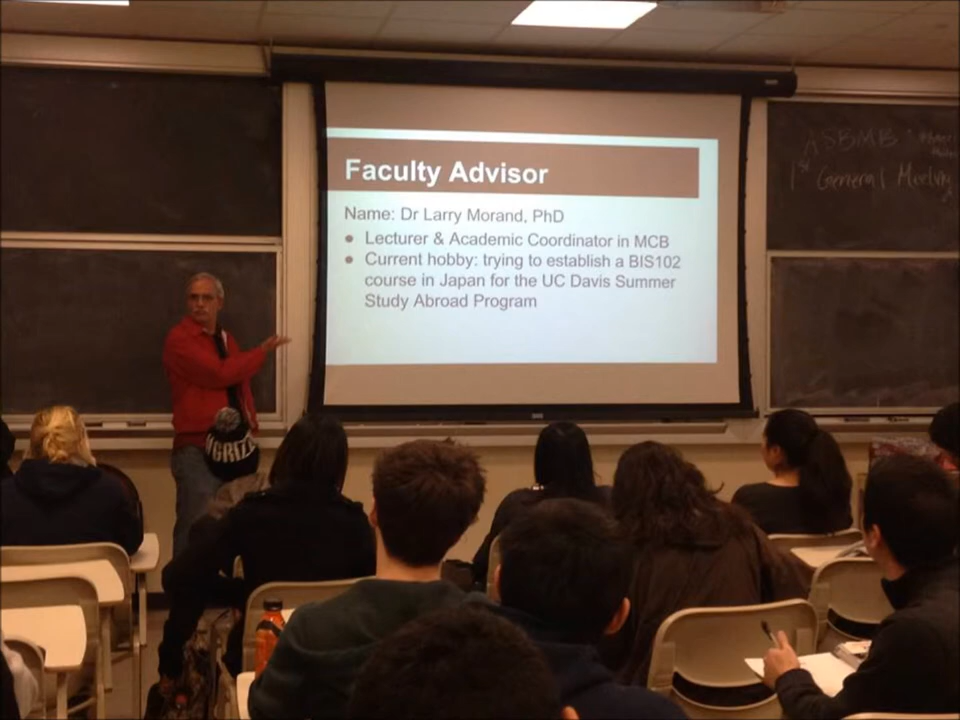 Faculty Advisor
Name: Dr Larry Morand, PhD
● Lecturer & Academic Coordinator in MCB
● Current hobby: trying to establish a BIS102
course in Japan for the UC Davis Summer
Study Abroad Program
ASBMB
1st General Meeting